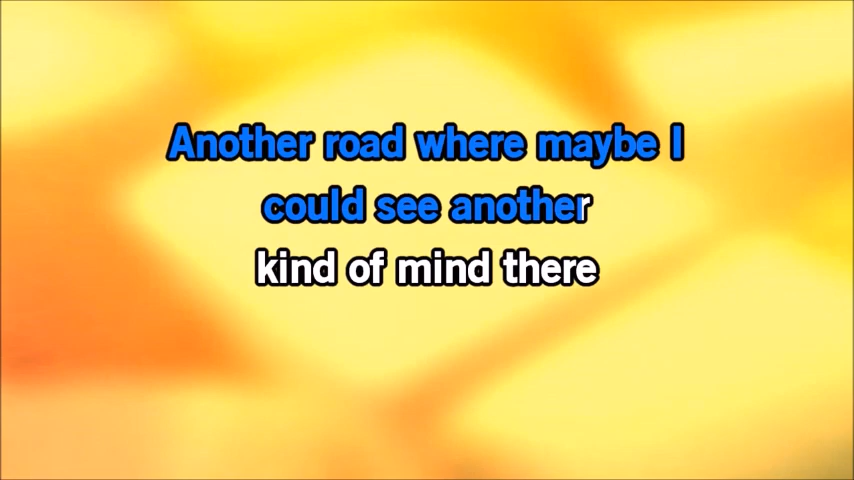 Another road where maybe I
could see another
kind of mind there